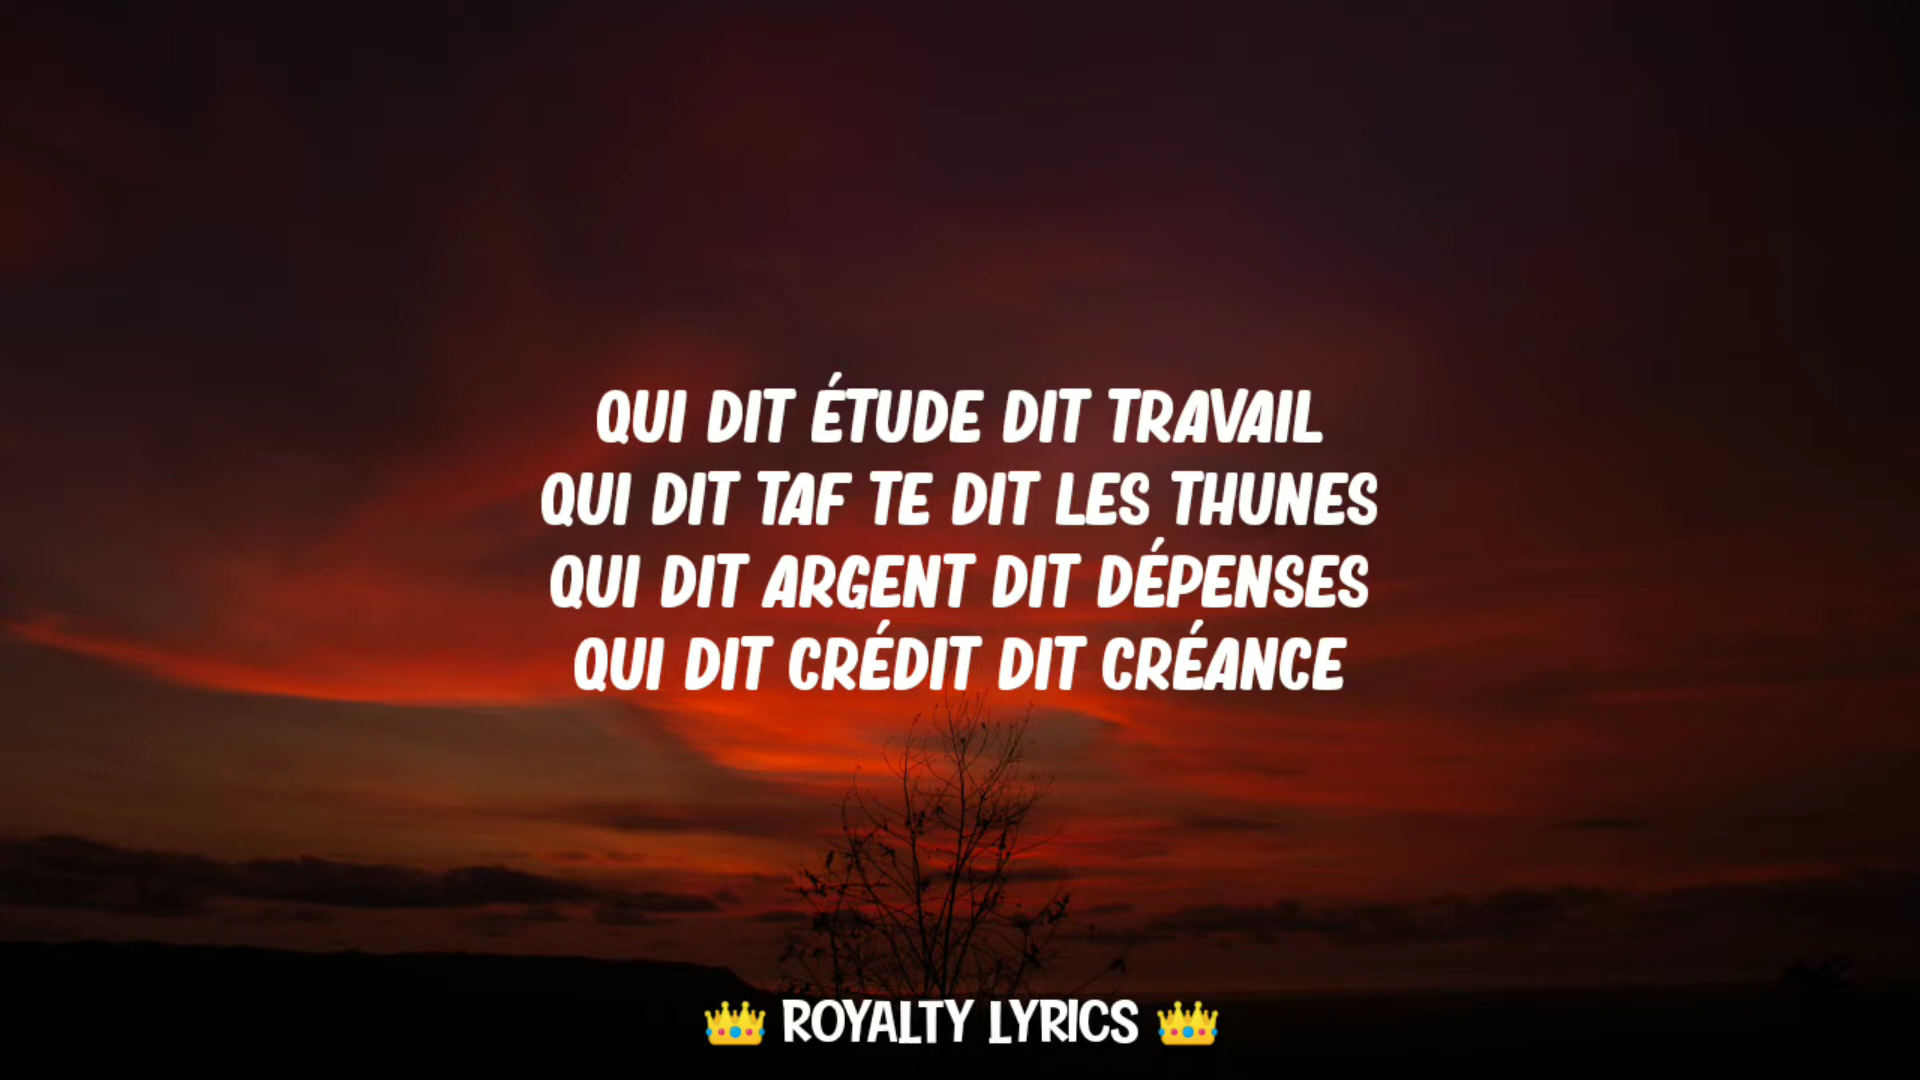 QUI DIT ÉTUDE DIT TRAVAIL
QUI DIT TAF TE DIT LES THUNES
QUI DIT ARGENT DIT DÉPENSES
QUI DIT CRÉDIT DIT CRÉANCE
👑 ROYALTY LYRICS 👑